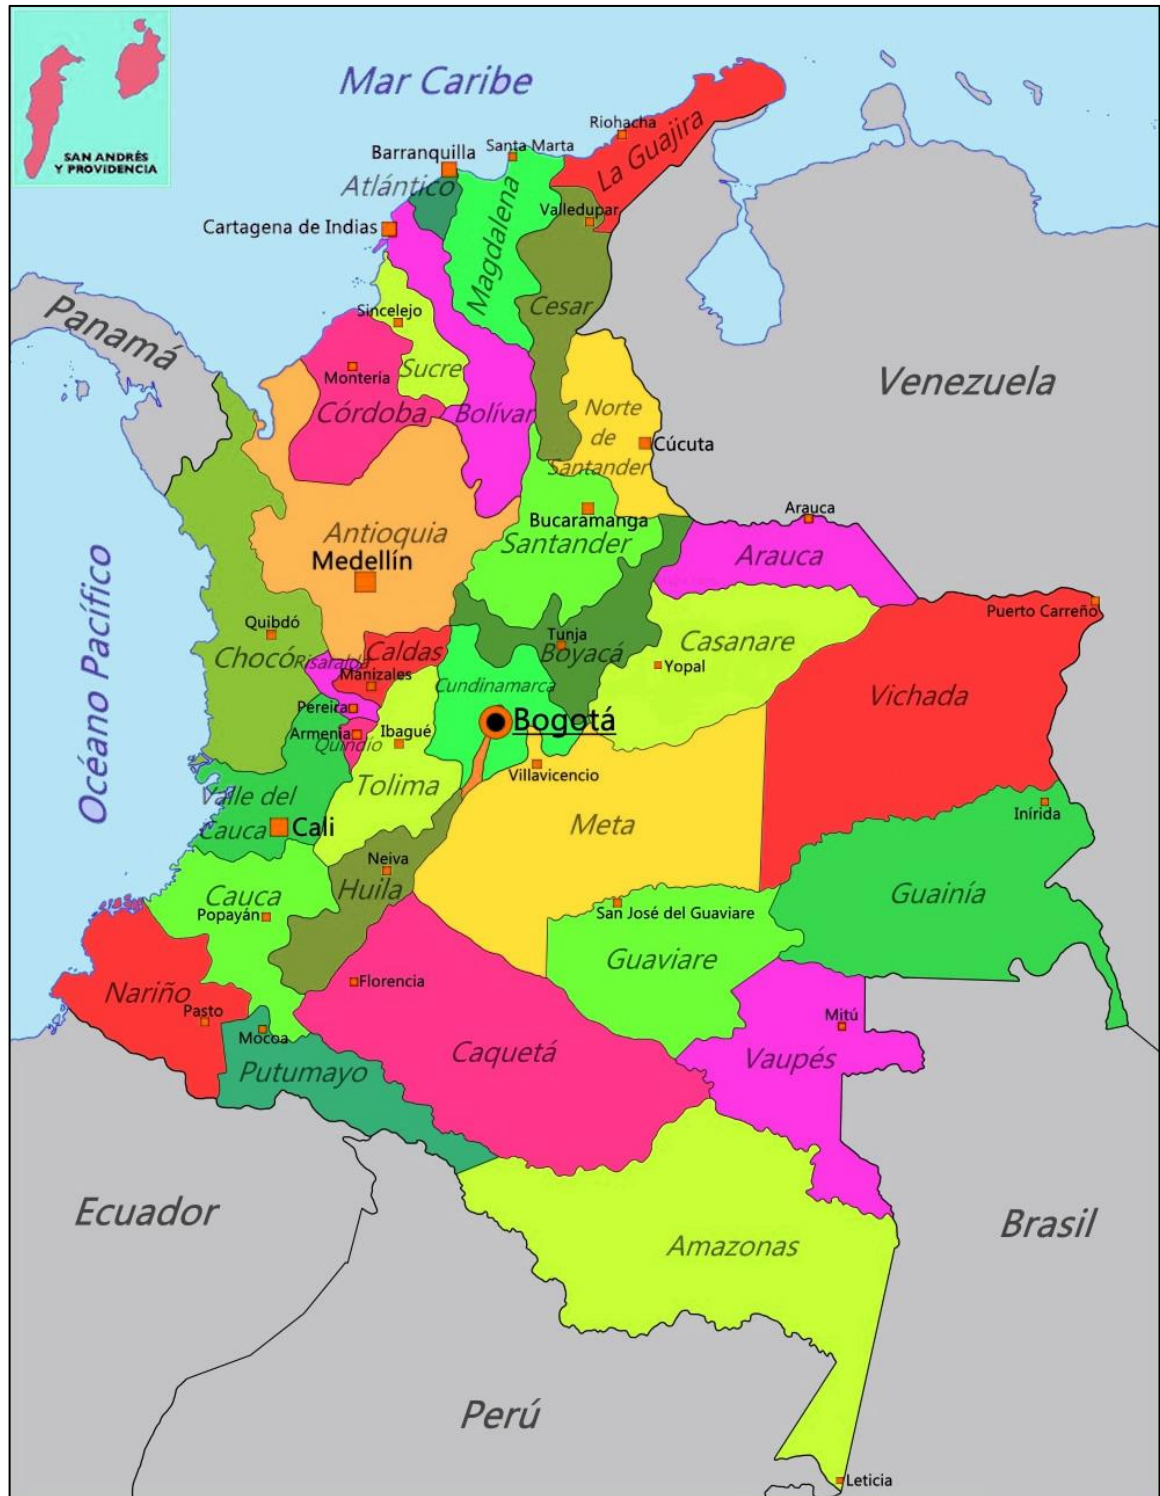 Mar Caribe
SAN ANDRÉS
Y PROVIDENCIA
Riohacha
La Guajira
Santa Marta
Barranquilla
Atlántico
Magdalena
Valledupar
Cartagena de Indias
Cesar
Panamá
Sincelejo
Sucre
Montería
Córdoba
Bolívar
Venezuela
Norte
de
Santander
Cúcuta
Arauca
Bucaramanga
Santander
Antioquia
Medellín
Arauca
Océano Pacífico
Puerto Carreño
Quibdó
Chocó
Risaralda
Caldas
Manizales
Tunja
Boyacá
Casanare
Yopal
Cundinamarca
Vichada
Pereira
Armenia
Quindío
Ibagué
Bogotá
Villavicencio
Tolima
Valle del
Cauca
Cali
Meta
Inírida
Neiva
Huila
Cauca
Popayán
San José del Guaviare
Guaviare
Guainía
Nariño
Pasto
Florencia
Mocoa
Putumayo
Caquetá
Mitú
Vaupés
Ecuador
Amazonas
Brasil
Perú
Leticia